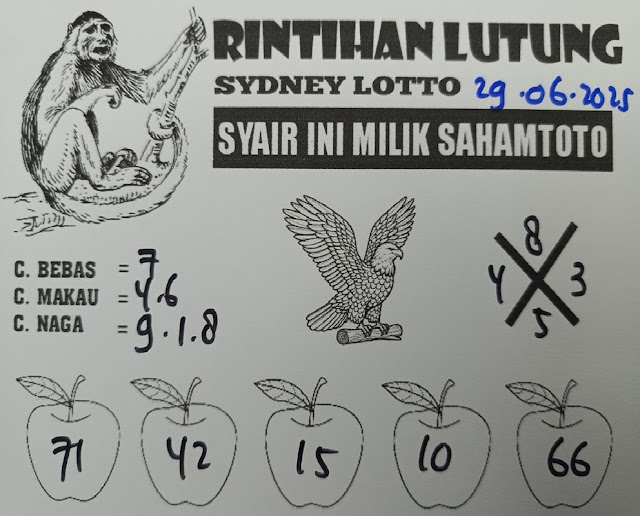 RINTIHAN LUTUNG
SYDNEY LOTTO 29.06.2025
SYAIR INI MILIK SAHAMTOTO
C. BEBAS = 7
C. MAKAU = 4.6
C. NAGA = 9.1.8
8
4 3
5
71 42 15 10 66